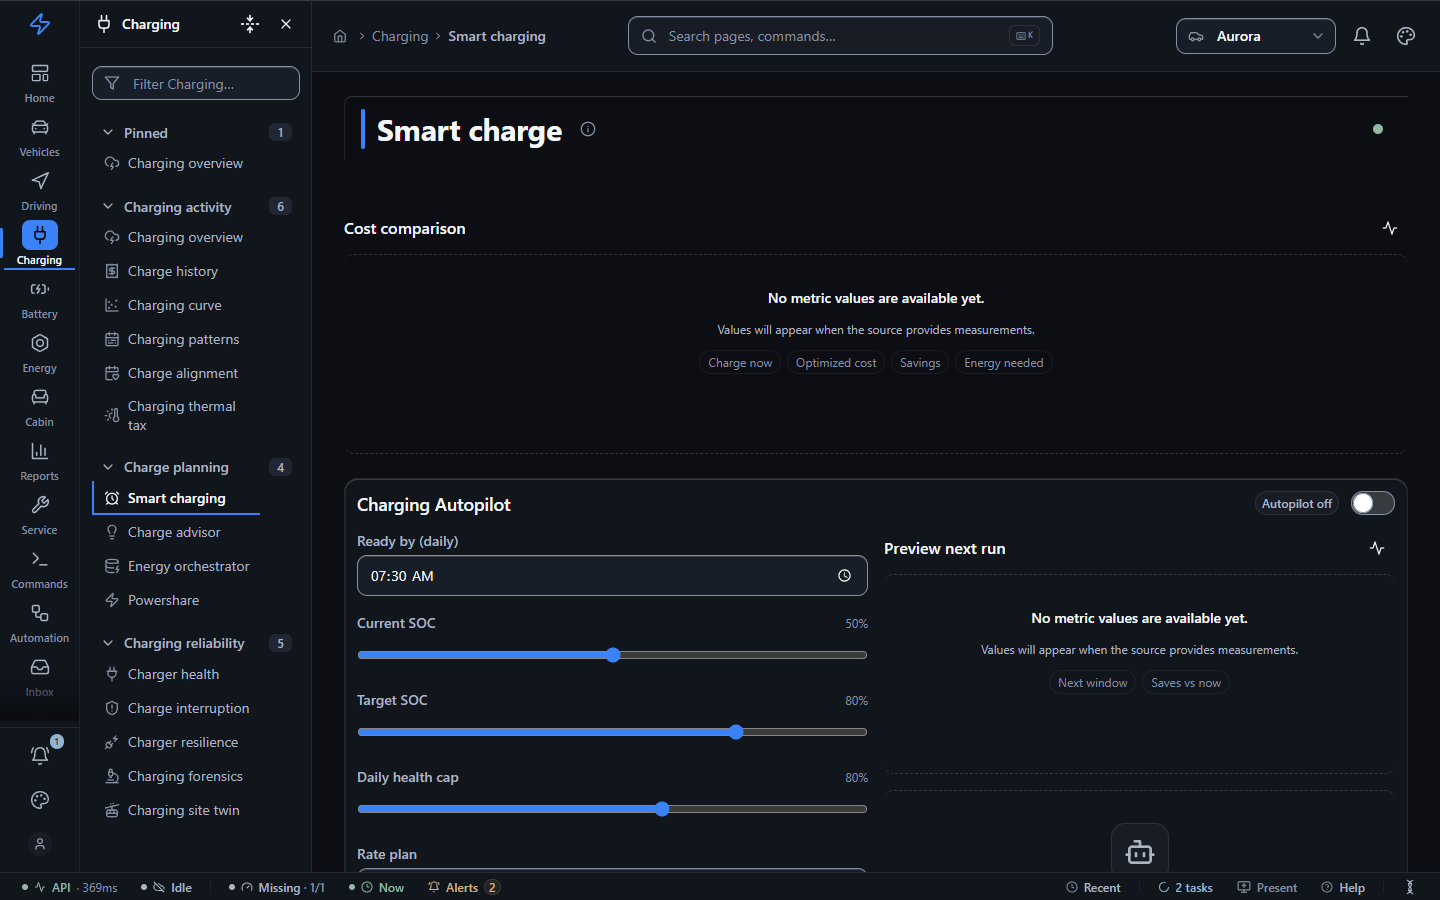 Charging
Charging
Smart charging
Search pages, commands...
K
Aurora
Home
Vehicles
Driving
Charging
Battery
Energy
Cabin
Reports
Service
Commands
Automation
Inbox
1
Filter Charging...
Pinned
1
Charging overview
Charging activity
6
Charging overview
Charge history
Charging curve
Charging patterns
Charge alignment
Charging thermal
tax
Charge planning
4
Smart charging
Charge advisor
Energy orchestrator
Powershare
Charging reliability
5
Charger health
Charge interruption
Charger resilience
Charging forensics
Charging site twin
Smart charge
Cost comparison
No metric values are available yet.
Values will appear when the source provides measurements.
Charge now
Optimized cost
Savings
Energy needed
Charging Autopilot
Autopilot off
Ready by (daily)
07:30 AM
Current SOC
50%
Target SOC
80%
Daily health cap
80%
Rate plan
Preview next run
No metric values are available yet.
Values will appear when the source provides measurements.
Next window
Saves vs now
API · 369ms
Idle
Missing · 1/1
Now
Alerts
2
Recent
2 tasks
Present
Help